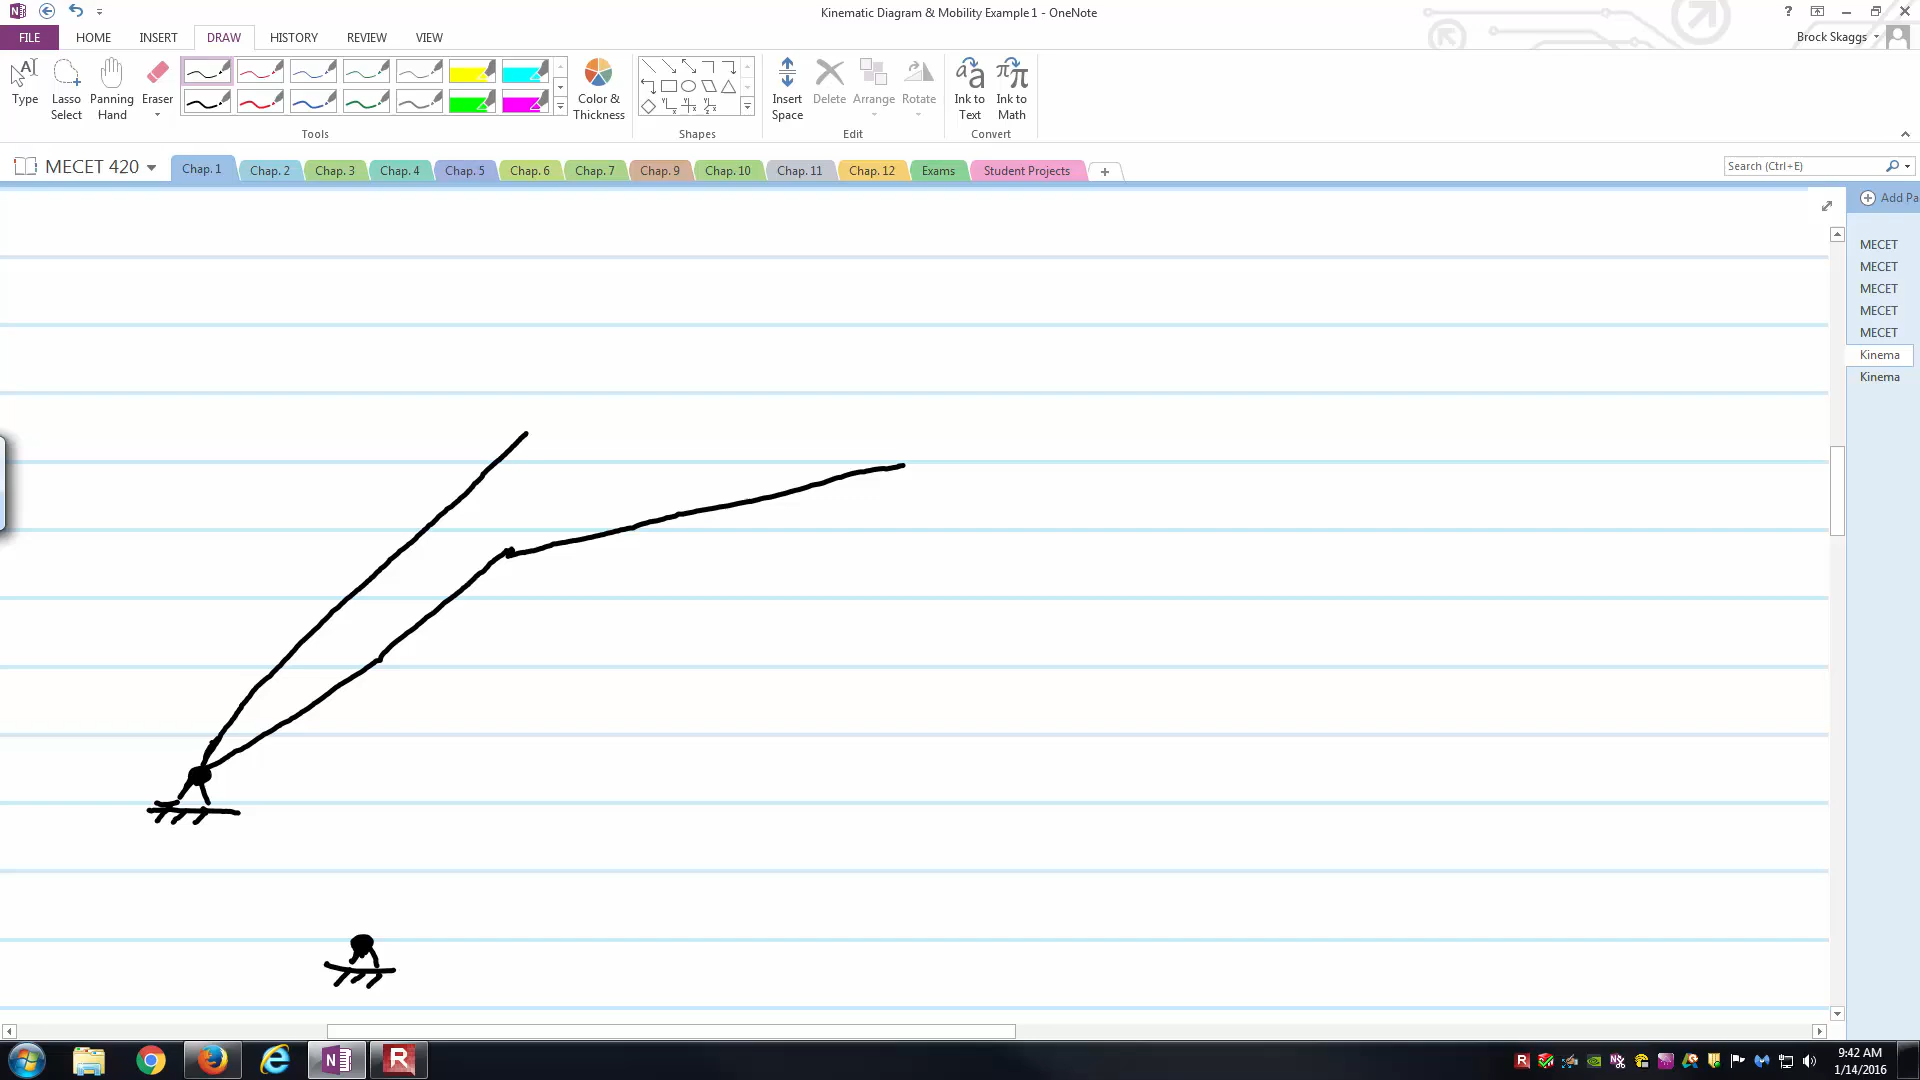 Kinematic Diagram & Mobility Example 1 - OneNote
FILE HOME INSERT DRAW HISTORY REVIEW VIEW
Brock Skaggs
Type
Lasso Select
Panning Hand
Eraser
Color & Thickness
Insert Space
Delete
Arrange
Rotate
Ink to Text
Ink to Math
Tools
Shapes
Edit
Convert
MECET 420
Chap. 1 Chap. 2 Chap. 3 Chap. 4 Chap. 5 Chap. 6 Chap. 7 Chap. 9 Chap. 10 Chap. 11 Chap. 12 Exams Student Projects
Search (Ctrl+E)
Add Pa
MECET
MECET
MECET
MECET
MECET
Kinema
Kinema
9:42 AM
1/14/2016